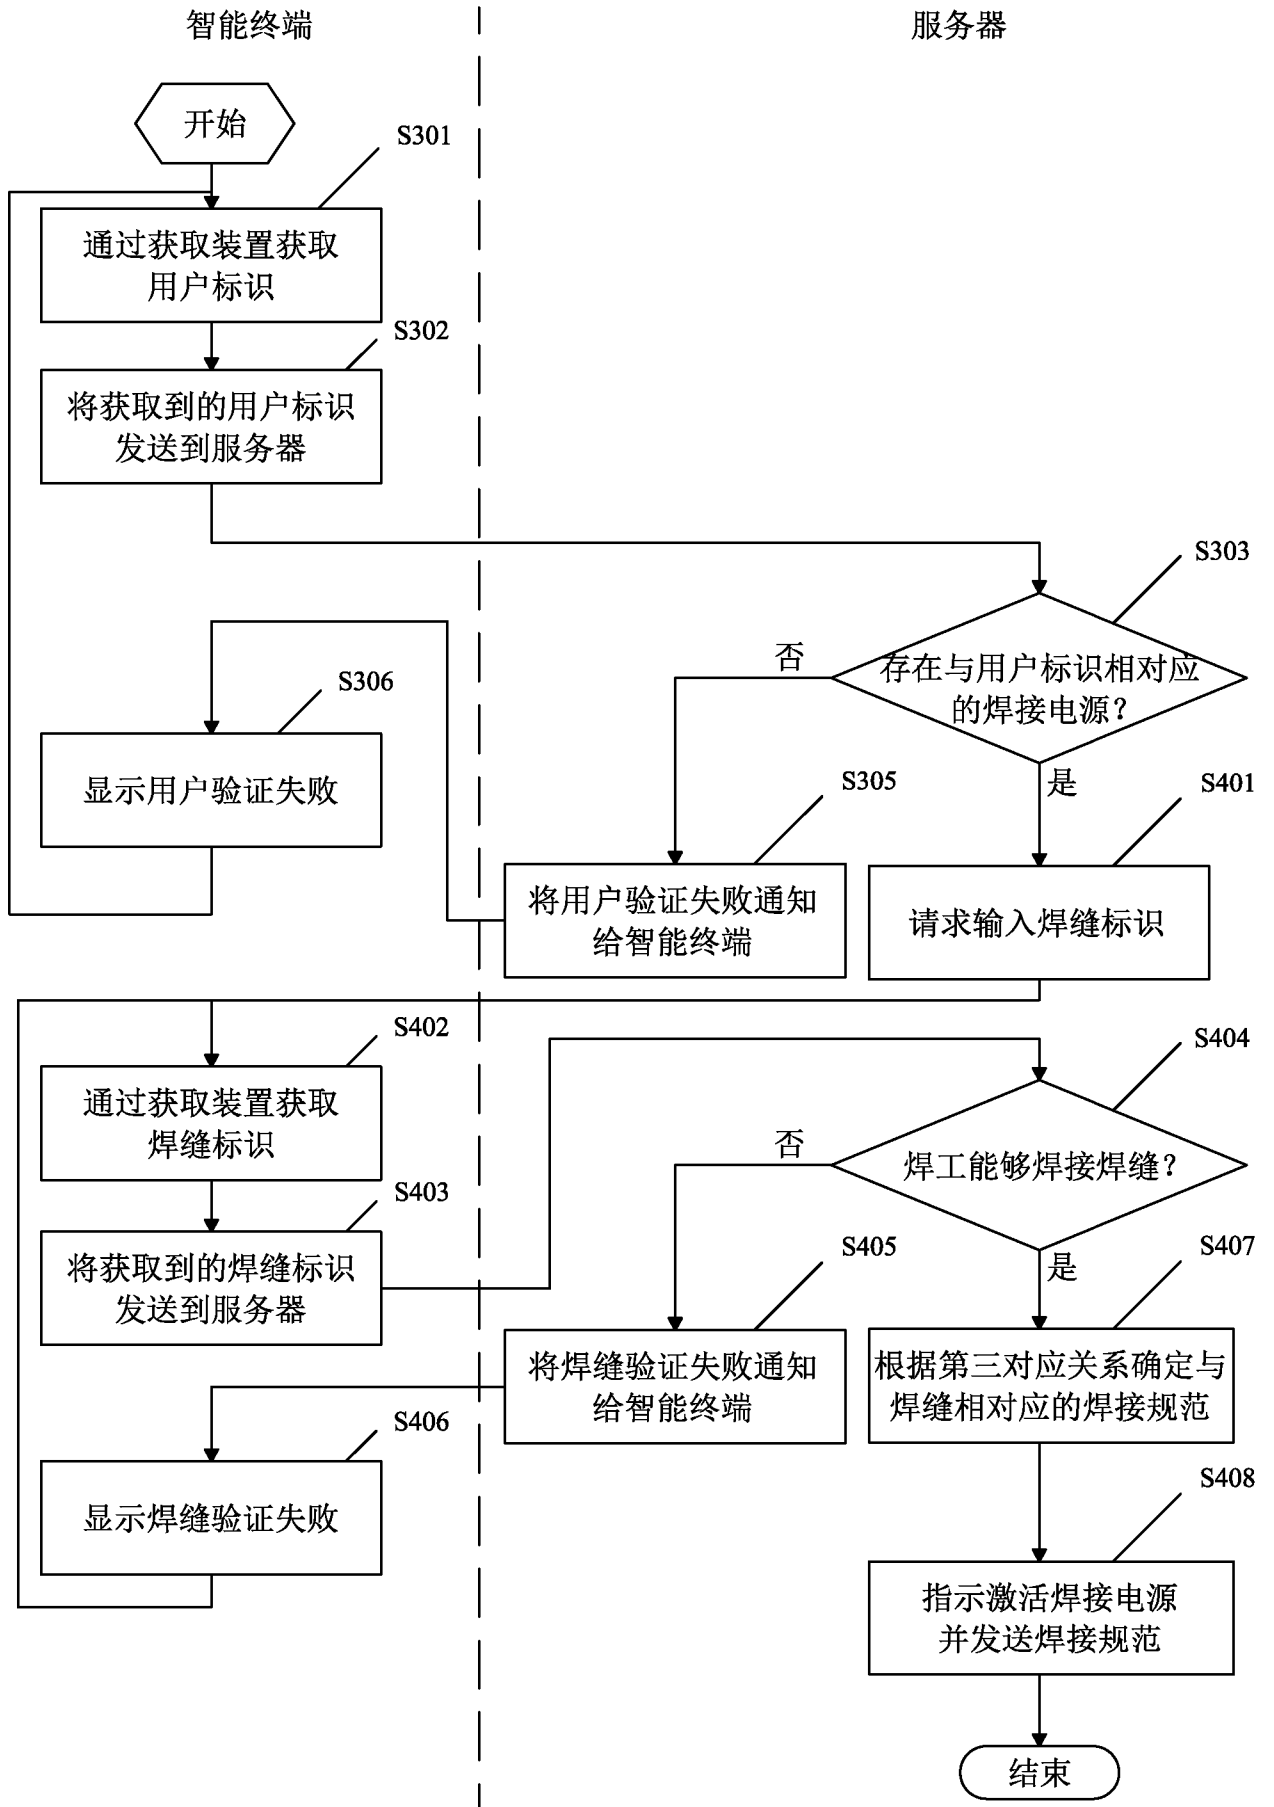 智能终端
服务器
开始
S301
通过获取装置获取
用户标识
S302
将获取到的用户标识
发送到服务器
S303
存在与用户标识相对应
的焊接电源？
否
是
S306
显示用户验证失败
S305
将用户验证失败通知
给智能终端
S401
请求输入焊缝标识
S402
通过获取装置获取
焊缝标识
S403
将获取到的焊缝标识
发送到服务器
S404
焊工能够焊接焊缝？
否
是
S405
将焊缝验证失败通知
给智能终端
S406
显示焊缝验证失败
S407
根据第三对应关系确定与
焊缝相对应的焊接规范
S408
指示激活焊接电源
并发送焊接规范
结束